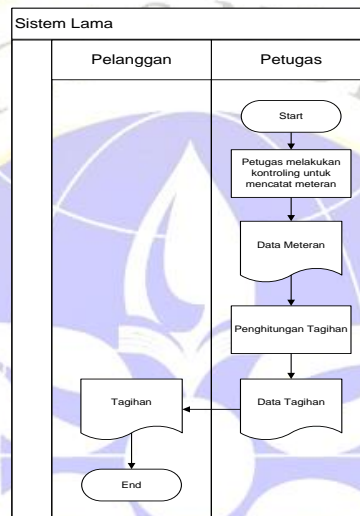 Sistem Lama
Pelanggan
Petugas
Start
Petugas melakukan
kontroling untuk
mencatat meteran
Data Meteran
Penghitungan Tagihan
Data Tagihan
Tagihan
End